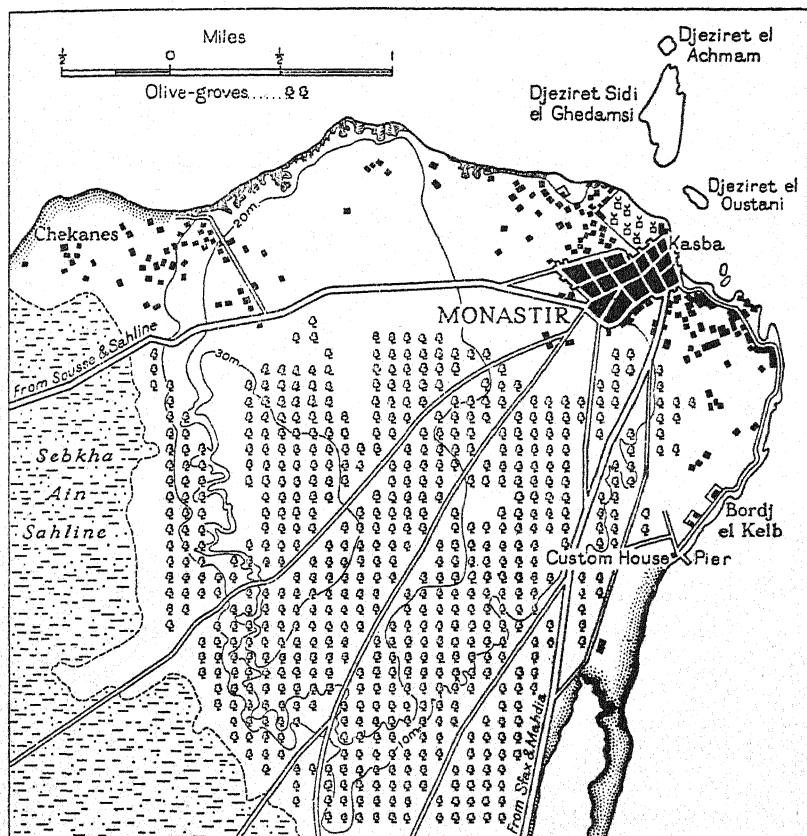 Miles
½ 0 ½ 1
Olive-groves......
Djeziret el
Achmam
Djeziret Sidi
el Ghedamsi
Djeziret el
Oustani
20m.
Chekanes
Kasba
MONASTIR
From Sousse & Sahline
30m.
Sebkha
Ain
Sahline
Bordj
el Kelb
Custom House
Pier
10m.
From Sfax & Mahdia